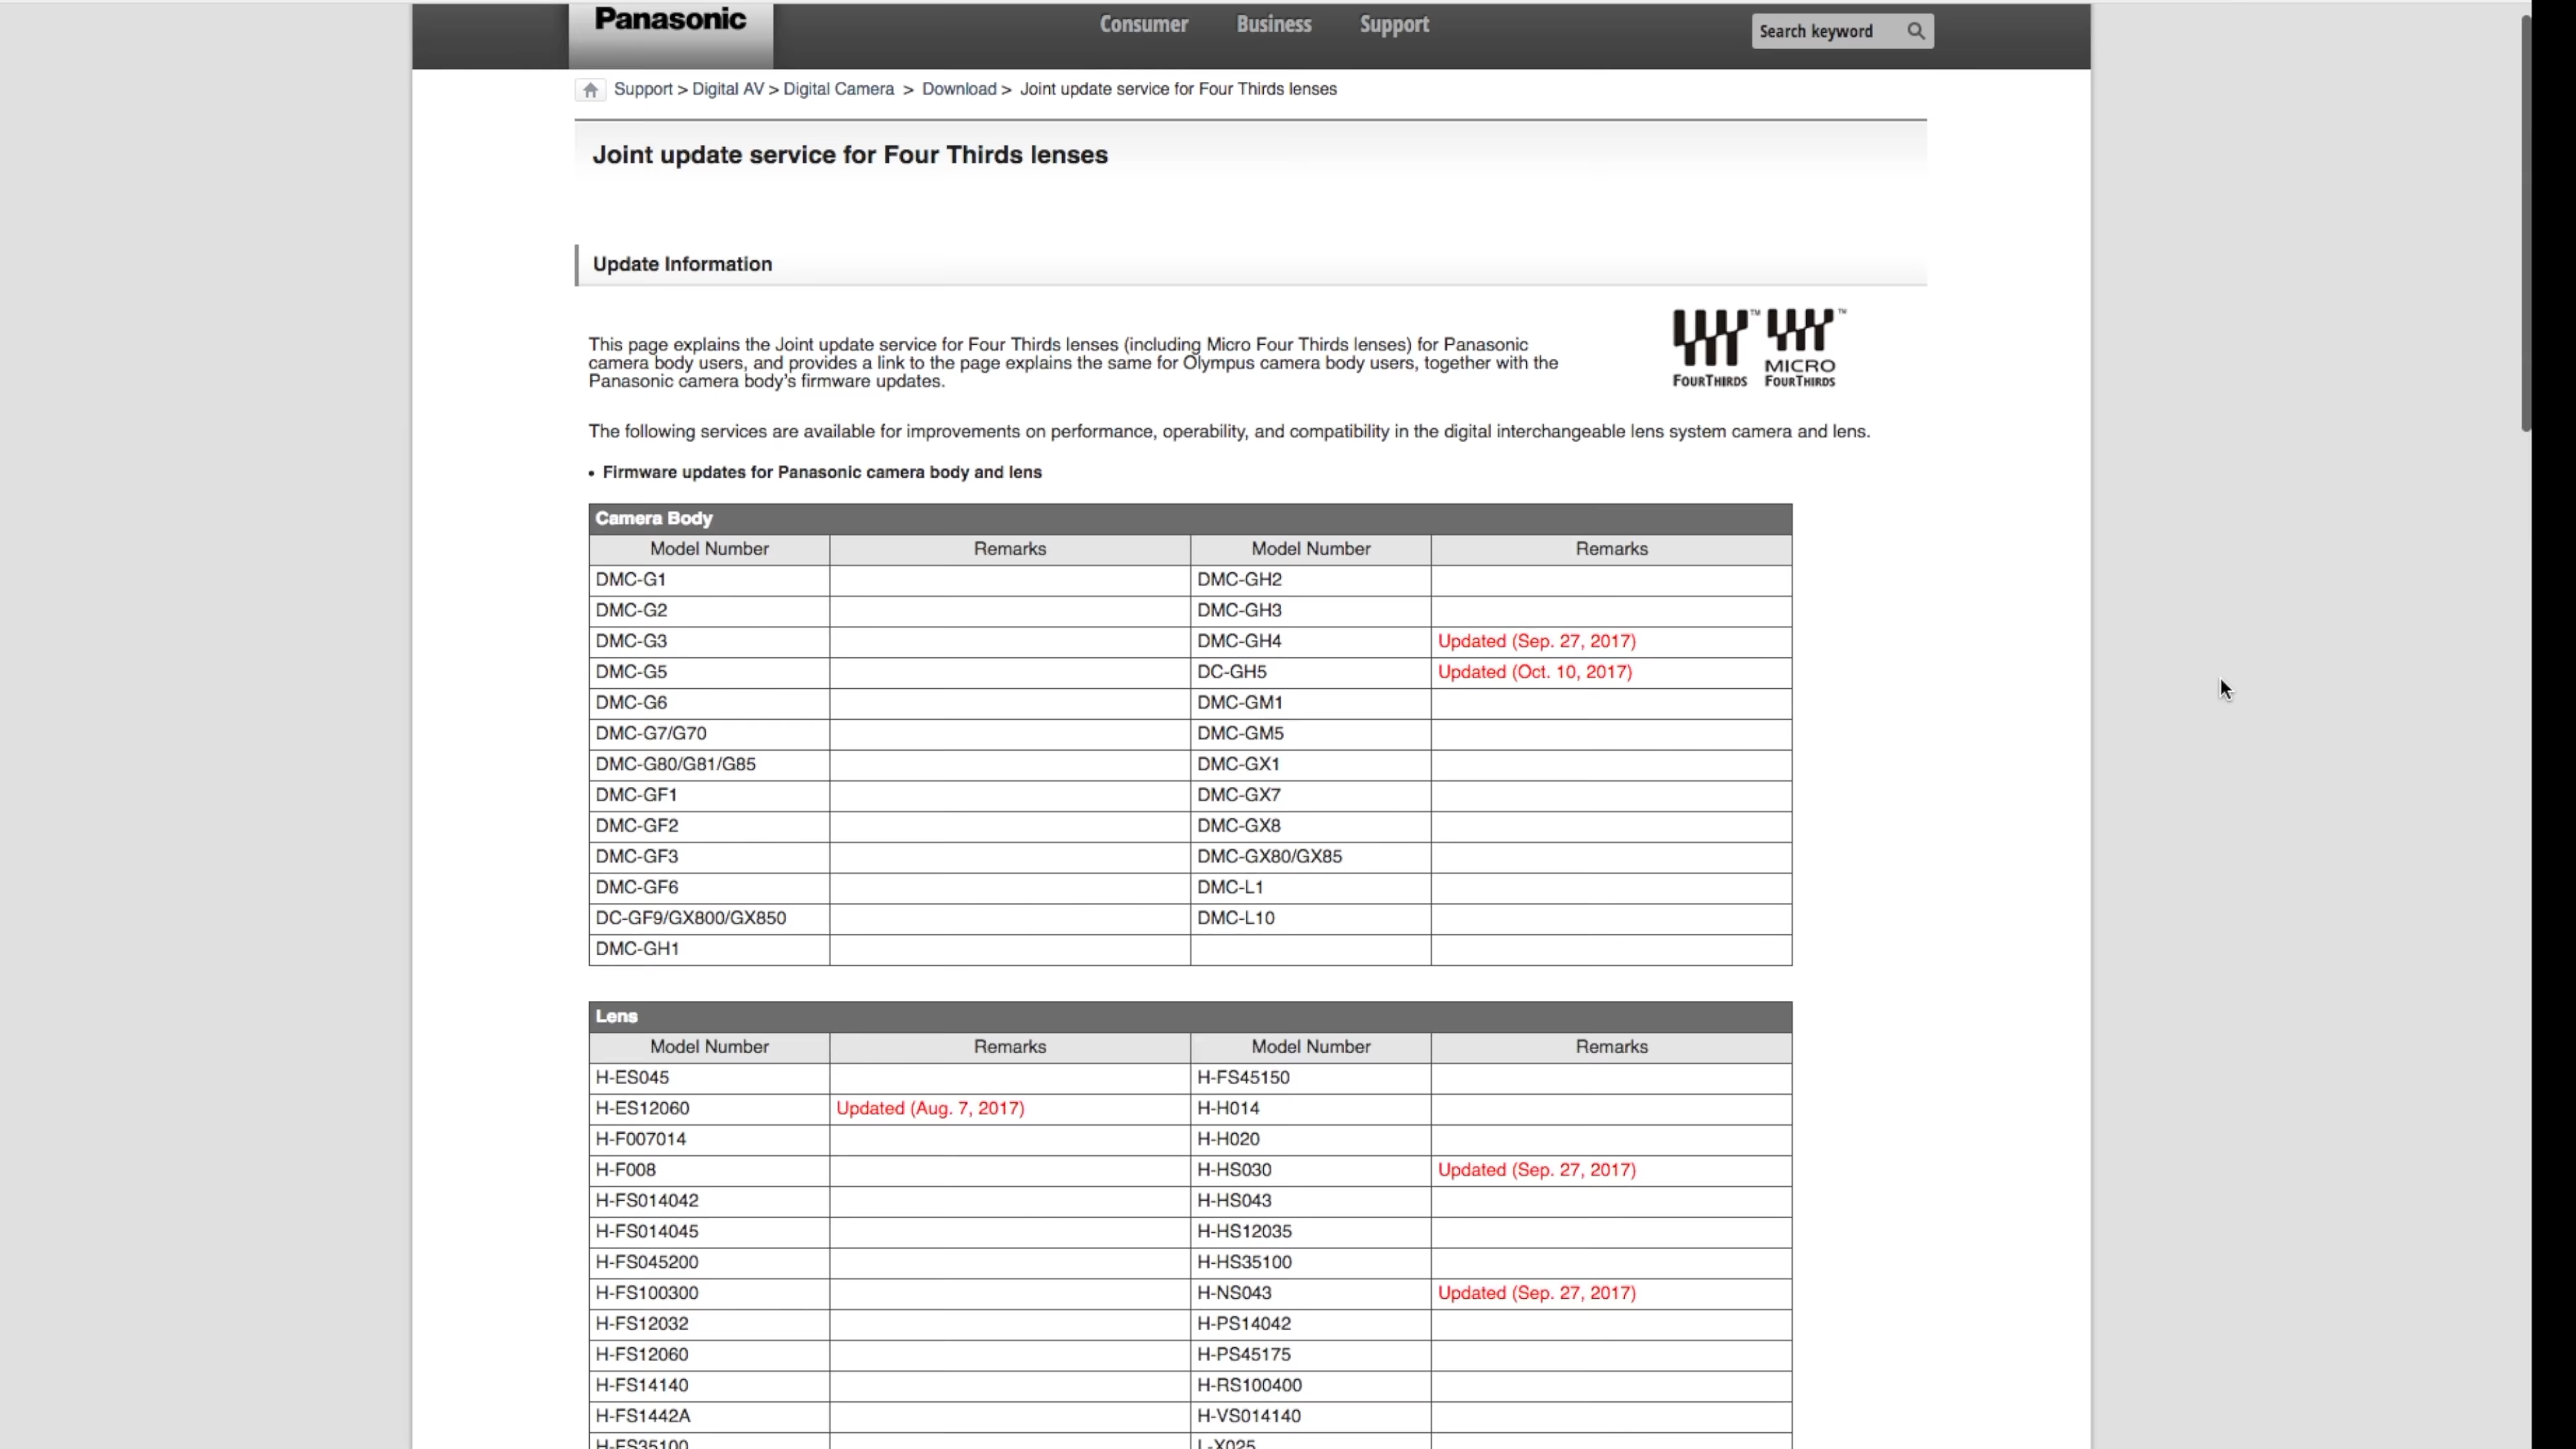 Panasonic
Consumer Business Support
Search keyword
Support > Digital AV > Digital Camera > Download > Joint update service for Four Thirds lenses
Joint update service for Four Thirds lenses
Update Information
This page explains the Joint update service for Four Thirds lenses (including Micro Four Thirds lenses) for Panasonic
camera body users, and provides a link to the page explains the same for Olympus camera body users, together with the
Panasonic camera body’s firmware updates.
TM TM
MICRO
FOURTHIRDS FOURTHIRDS
The following services are available for improvements on performance, operability, and compatibility in the digital interchangeable lens system camera and lens.
• Firmware updates for Panasonic camera body and lens
Camera Body
Model Number Remarks Model Number Remarks
DMC-G1 DMC-GH2
DMC-G2 DMC-GH3
DMC-G3 DMC-GH4 Updated (Sep. 27, 2017)
DMC-G5 DC-GH5 Updated (Oct. 10, 2017)
DMC-G6 DMC-GM1
DMC-G7/G70 DMC-GM5
DMC-G80/G81/G85 DMC-GX1
DMC-GF1 DMC-GX7
DMC-GF2 DMC-GX8
DMC-GF3 DMC-GX80/GX85
DMC-GF6 DMC-L1
DC-GF9/GX800/GX850 DMC-L10
DMC-GH1
Lens
Model Number Remarks Model Number Remarks
H-ES045 H-FS45150
H-ES12060 Updated (Aug. 7, 2017) H-H014
H-F007014 H-H020
H-F008 H-HS030 Updated (Sep. 27, 2017)
H-FS014042 H-HS043
H-FS014045 H-HS12035
H-FS045200 H-HS35100
H-FS100300 H-NS043 Updated (Sep. 27, 2017)
H-FS12032 H-PS14042
H-FS12060 H-PS45175
H-FS14140 H-RS100400
H-FS1442A H-VS014140
H-FS35100 L-X025